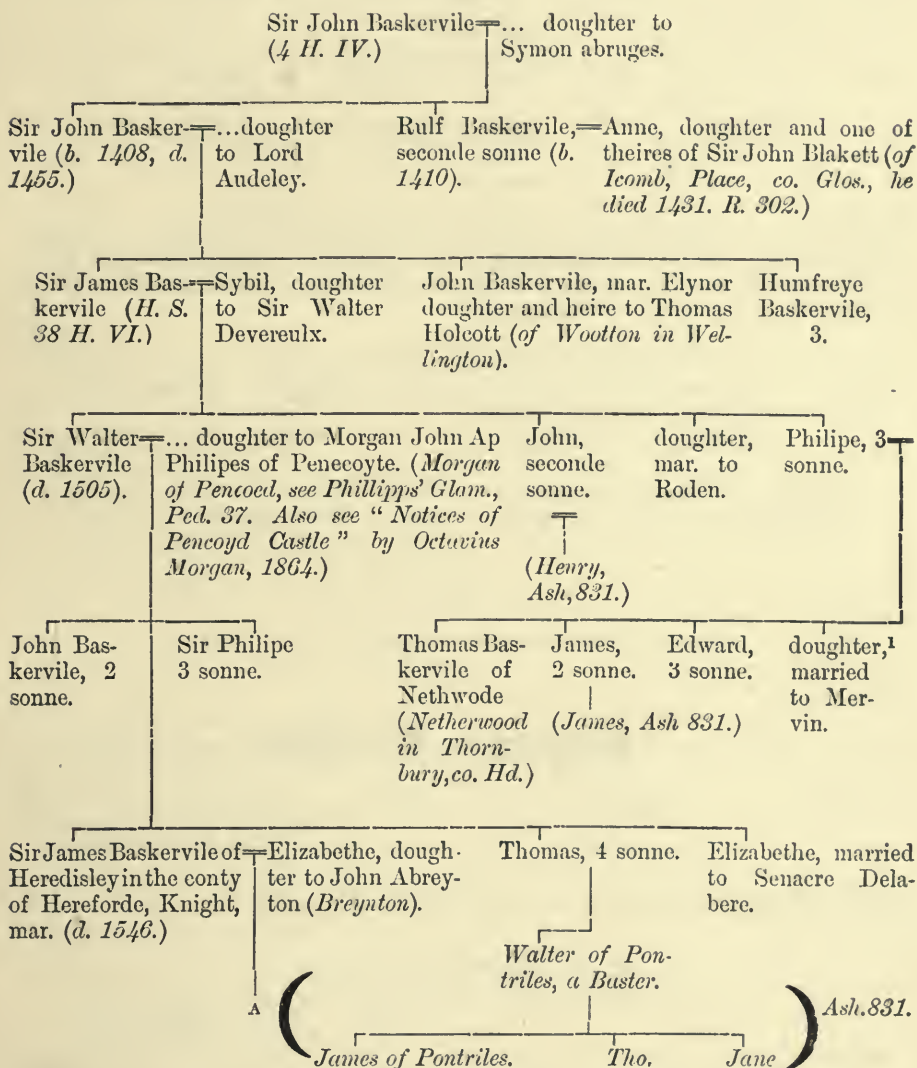 Sir John Baskervile=... doughter to
(4 H. IV.) Symon abruges.
Sir John Basker-=...doughter
vile (b. 1408, d. to Lord
1455.) Audeley.
Rulf Baskervile,=Anne, doughter and one of
seconde sonne (b. theires of Sir John Blakett (of
1410). Icomb, Place, co. Glos., he
died 1431. R. 302.)
Sir James Bas-=Sybil, doughter
kervile (H. S. to Sir Walter
38 H. VI.) Devereulx.
John Baskervile, mar. Elynor
doughter and heire to Thomas
Holcott (of Wootton in Wel-
lington).
Humfreye
Baskervile,
3.
Sir Walter=... doughter to Morgan John Ap
Baskervile Philipes of Penecoyte. (Morgan
(d. 1505). of Pencoed, see Phillipps' Glam.,
Ped. 37. Also see "Notices of
Pencoyd Castle" by Octavius
Morgan, 1864.)
John,
seconde
sonne.
(Henry,
Ash, 831.)
doughter,
mar. to
Roden.
Philipe, 3=
sonne.
John Bas-
kervile, 2
sonne.
Sir Philipe
3 sonne.
Thomas Bas-
kervile of
Nethwode
(Netherwood
in Thorn-
bury, co. Hd.)
James,
2 sonne.
(James, Ash 831.)
Edward,
3 sonne.
doughter,¹
married
to Mer-
vin.
Sir James Baskervile of=Elizabethe, dough-
Heredisley in the conty ter to John Abrey-
of Hereforde, Knight, ton (Breynton).
mar. (d. 1546.)
A
Thomas, 4 sonne.
Elizabethe, married
to Senacre Dela-
bere.
Walter of Pon-
triles, a Baster.
Ash. 831.
James of Pontriles. Tho. Jane